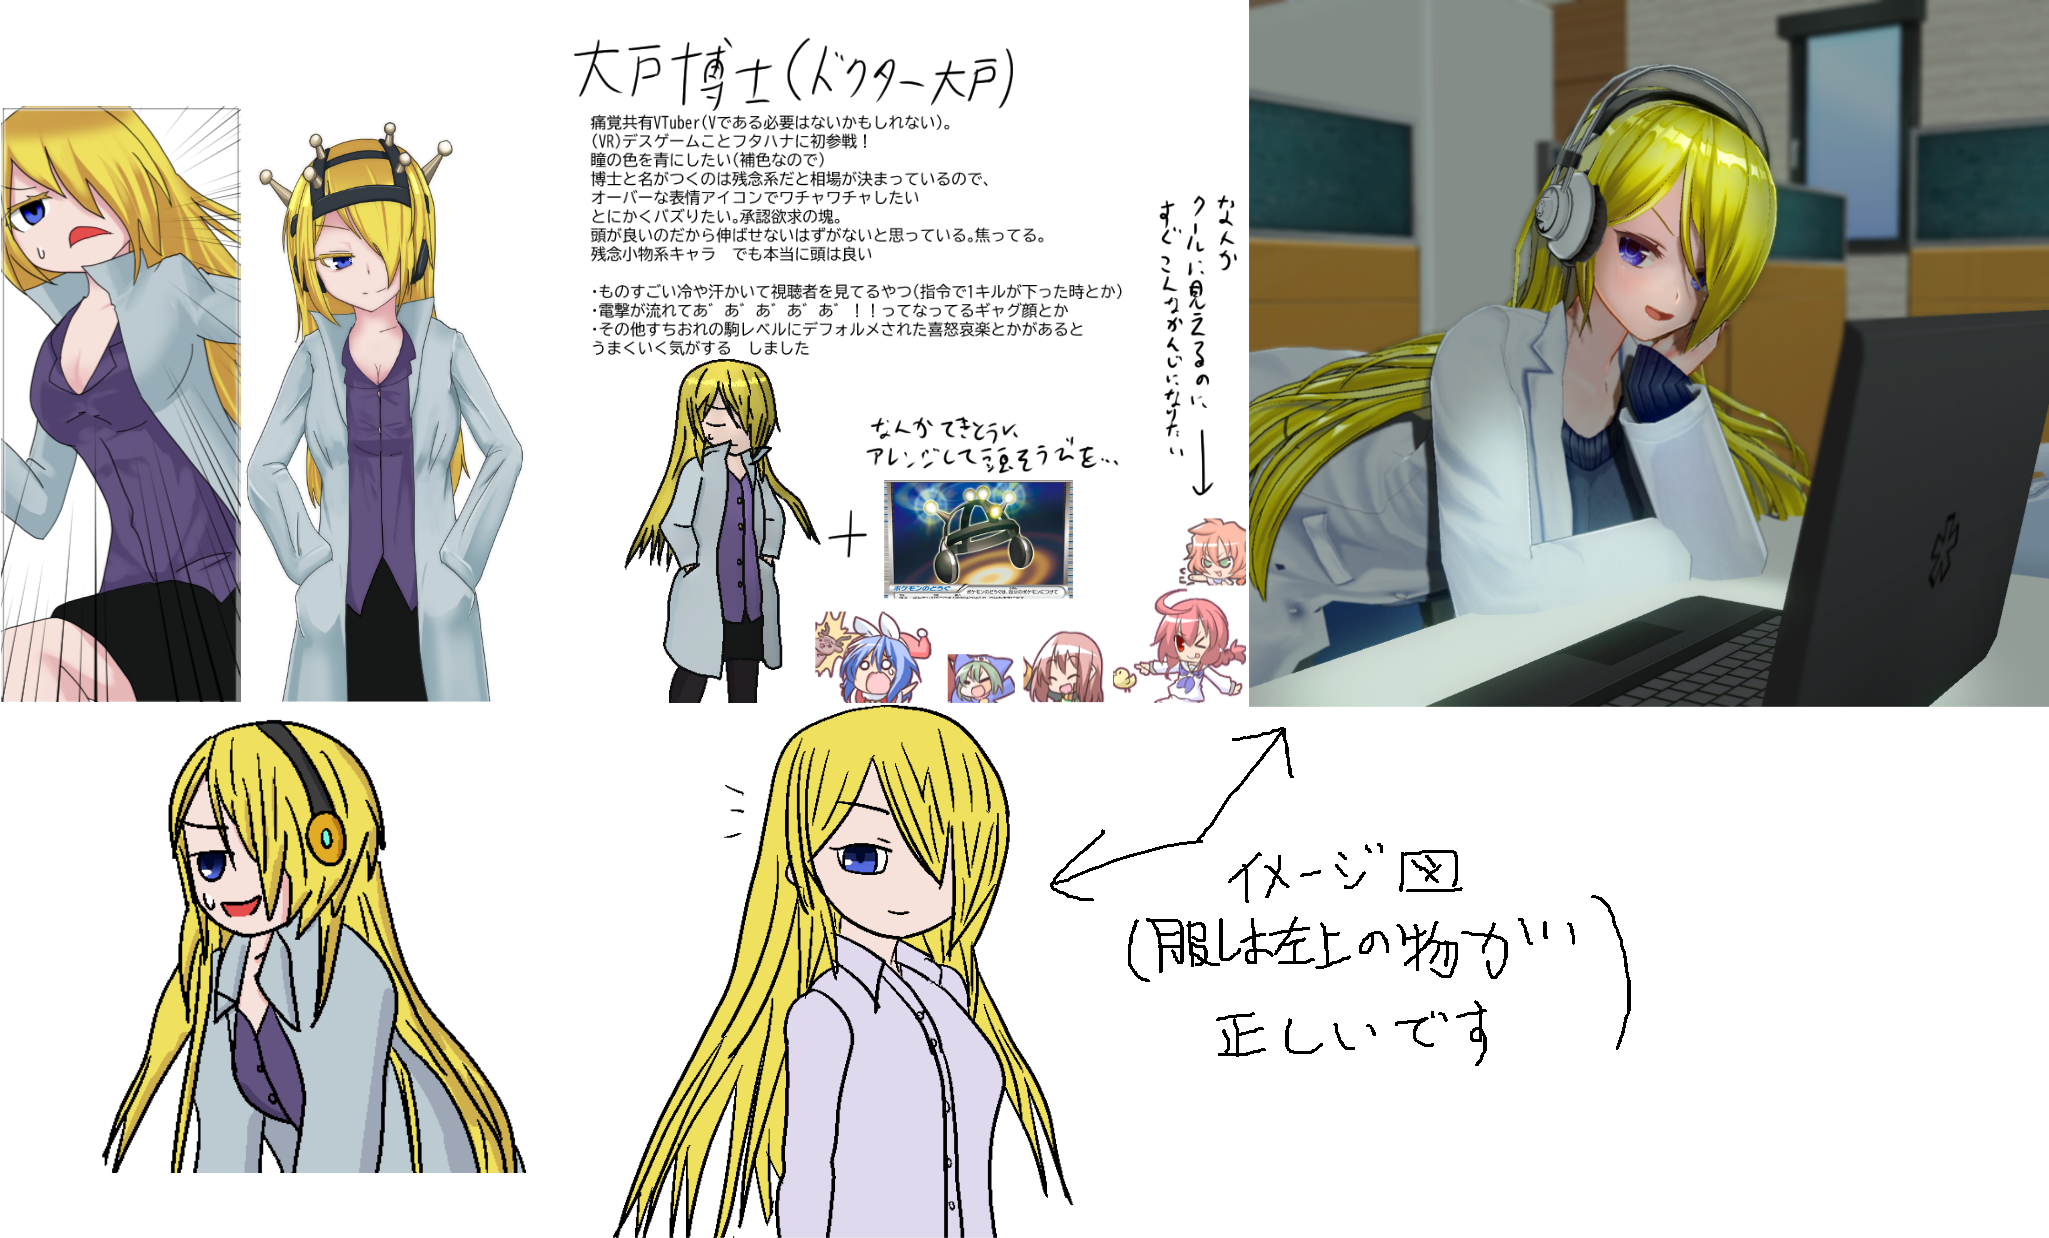 大戸博士(ドクター大戸)
痛覚共有VTuber(Vである必要はないかもしれない)。
(VR)デスゲームことフタハナに初参戦!
瞳の色を青にしたい(補色なので)
博士と名がつくのは残念系だと相場が決まっているので、
オーバーな表情アイコンでワチャワチャしたい
とにかくバズりたい。承認欲求の塊。
頭が良いのだから伸ばせないはずがないと思っている。焦ってる。
残念小物系キャラ　でも本当に頭は良い
・ものすごい冷や汗かいて視聴者を見てるやつ(指令で1キルが下った時とか)
・電撃が流れてあ゛あ゛あ゛あ゛あ゛!!ってなってるギャグ顔とか
・その他すちおれの駒レベルにデフォルメされた喜怒哀楽とかがあると
うまくいく気がする　しました
なんか
クールに見えるのに
すぐこんなかんじになりたい
なんかてきとうに
アレンジして頭そうびを…
+
ポケモンのどうぐ
イメージ図
(服は左上の物が
正しいです)